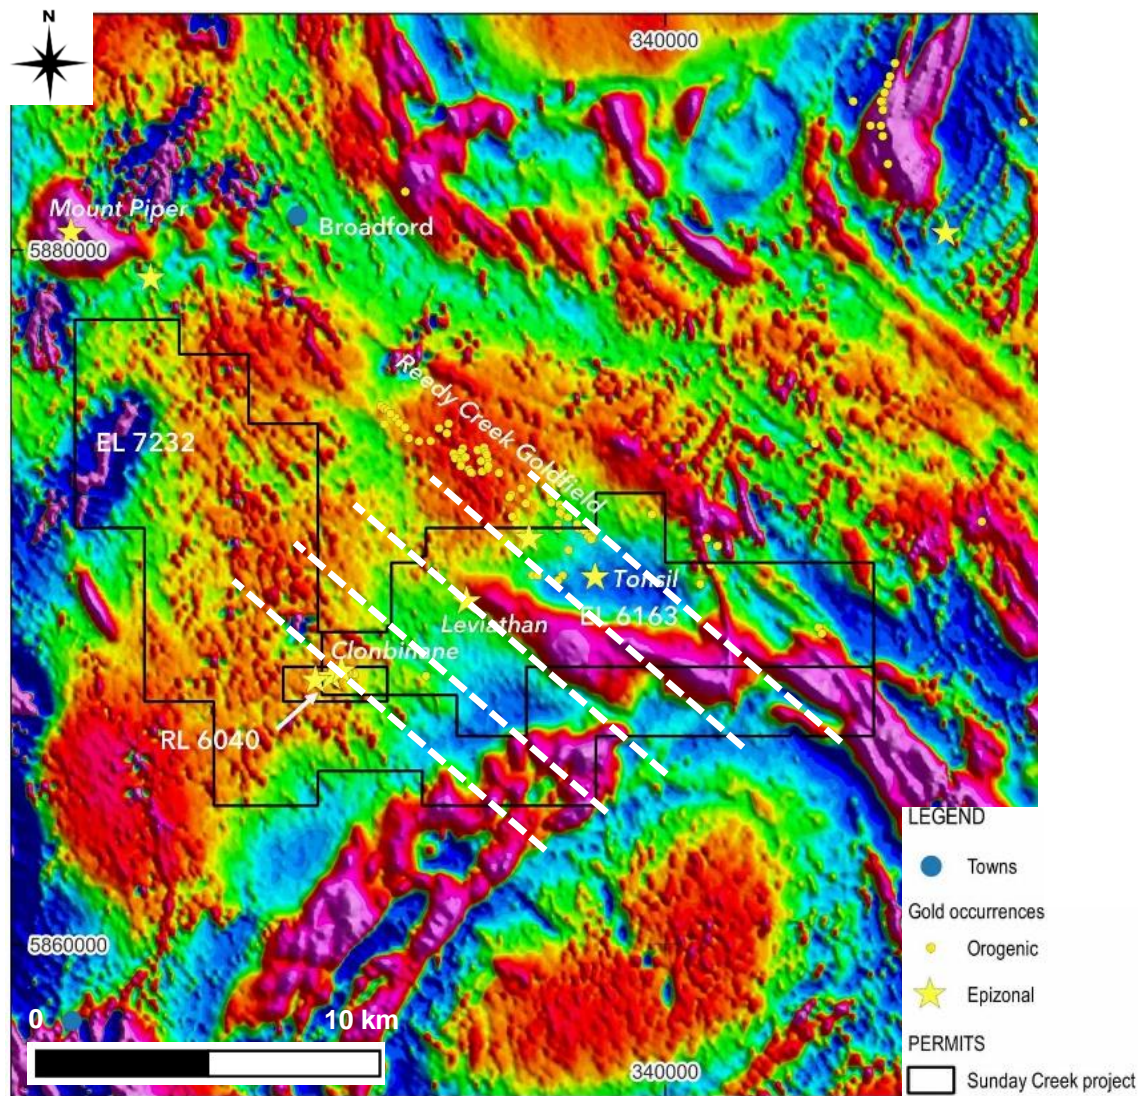 N
340000
Mount Piper
Broadford
5880000
Reedy Creek Goldfield
EL 7232
Tonsil
EL 6163
Leviathan
Clonbinane
RL 6040
LEGEND
Towns
Gold occurrences
5860000
Orogenic
Epizonal
0
10 km
PERMITS
340000
Sunday Creek project